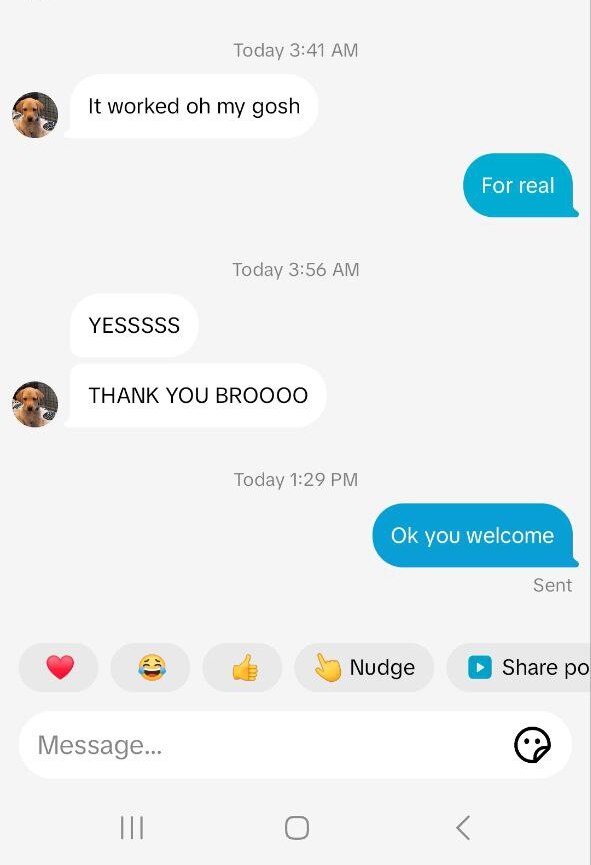 Today 3:41 AM
It worked oh my gosh
For real
Today 3:56 AM
YESSSSS
THANK YOU BROOOO
Today 1:29 PM
Ok you welcome
Sent
Nudge
Share po
Message...